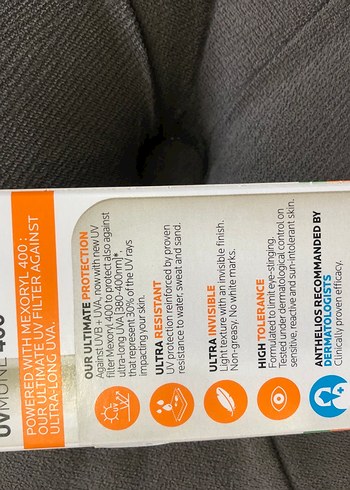 UVMUNE 400
POWERED WITH MEXORYL 400 :
OUR ULTIMATE UV FILTER AGAINST
ULTRA-LONG UVA.
OUR ULTIMATE PROTECTION
Against UVB + UVA, now with new UV
filter Mexoryl 400 to protect also against
ultra-long UVA [380-400nm]*,
that represent 30% of the UV rays
impacting your skin.
ULTRA RESISTANT
UV protection reinforced by proven
resistance to water, sweat and sand.
ULTRA INVISIBLE
Light texture with an invisible finish.
Non-greasy. No white marks.
HIGH TOLERANCE
Formulated to limit eye-stinging.
Tested under dermatological control on
sensitive, reactive and sun-intolerant skin.
ANTHELIOS RECOMMENDED BY
DERMATOLOGISTS
Clinically proven efficacy.